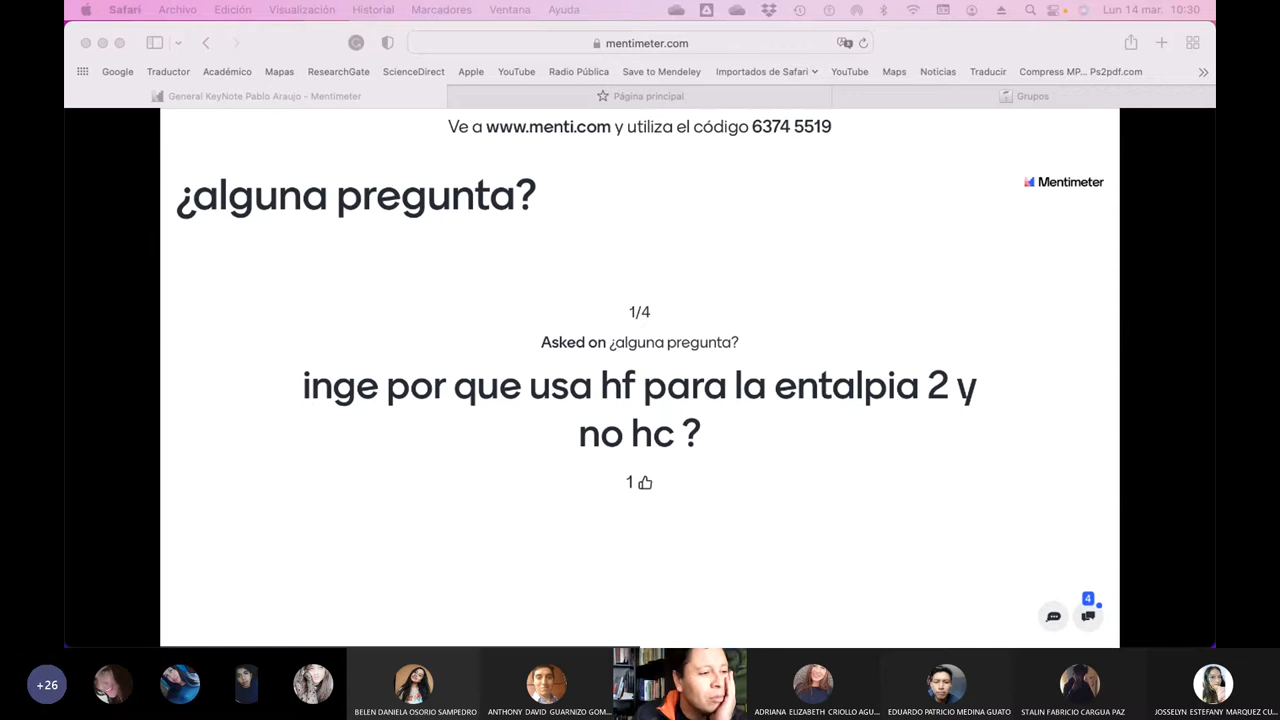 Safari Archivo Edición Visualización Historial Marcadores Ventana Ayuda Lun 14 mar. 10:30
mentimeter.com
Google Traductor Académico Mapas ResearchGate ScienceDirect Apple YouTube Radio Pública Save to Mendeley Importados de Safari YouTube Maps Noticias Traducir Compress MP... Ps2pdf.com
General KeyNote Pablo Araujo - Mentimeter Página principal Grupos
Ve a www.menti.com y utiliza el código 6374 5519
¿alguna pregunta?
Mentimeter
1/4
Asked on ¿alguna pregunta?
inge por que usa hf para la entalpia 2 y
no hc ?
1
4
+26
BELEN DANIELA OSORIO SAMPEDRO ANTHONY DAVID GUARNIZO GOM... ADRIANA ELIZABETH CRIOLLO AGU... EDUARDO PATRICIO MEDINA GUATO STALIN FABRICIO CARGUA PAZ JOSSELYN ESTEFANY MARQUEZ CU...